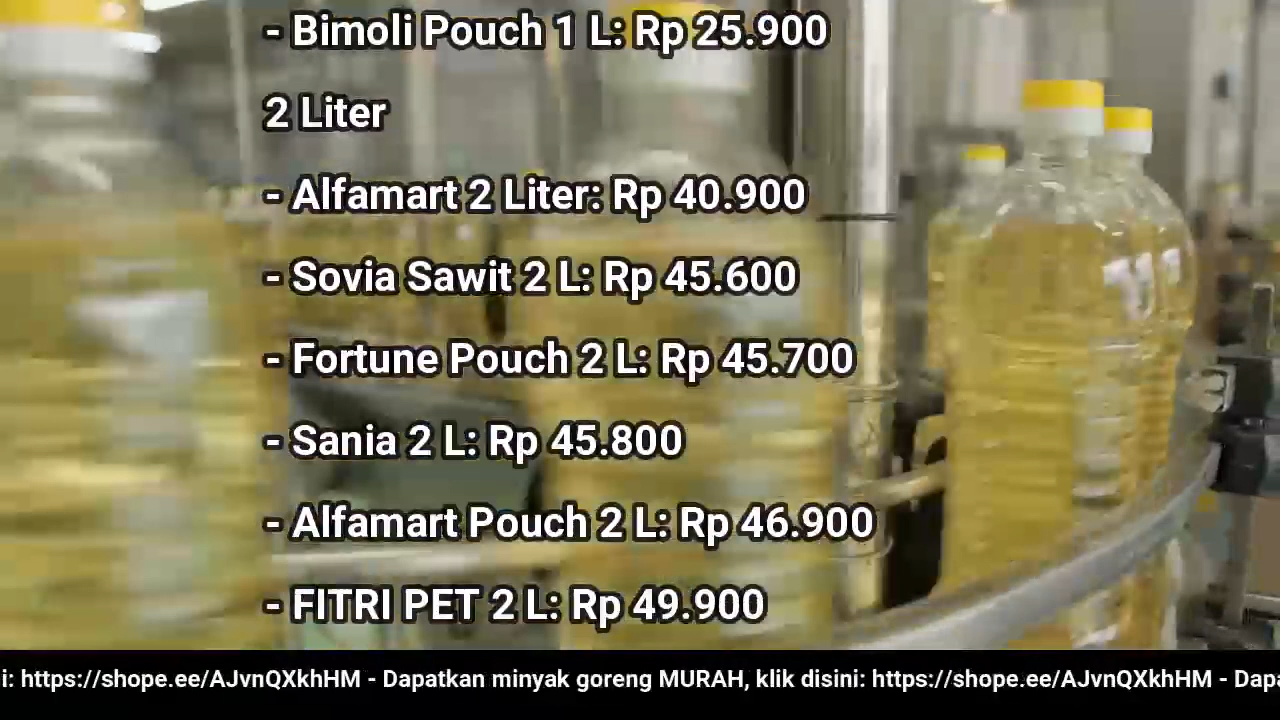 - Bimoli Pouch 1 L: Rp 25.900
2 Liter
- Alfamart 2 Liter: Rp 40.900
- Sovia Sawit 2 L: Rp 45.600
- Fortune Pouch 2 L: Rp 45.700
- Sania 2 L: Rp 45.800
- Alfamart Pouch 2 L: Rp 46.900
- FITRI PET 2 L: Rp 49.900
i: https://shope.ee/AJvnQXkhHM - Dapatkan minyak goreng MURAH, klik disini: https://shope.ee/AJvnQXkhHM - Dapa